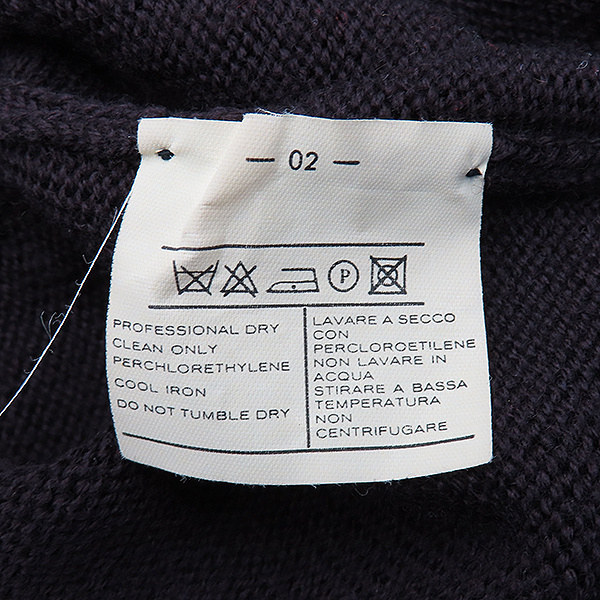 — 02 —
P
PROFESSIONAL DRY
CLEAN ONLY
PERCHLORETHYLENE
COOL IRON
DO NOT TUMBLE DRY
LAVARE A SECCO
CON
PERCLOROETILENE
NON LAVARE IN
ACQUA
STIRARE A BASSA
TEMPERATURA
NON
CENTRIFUGARE